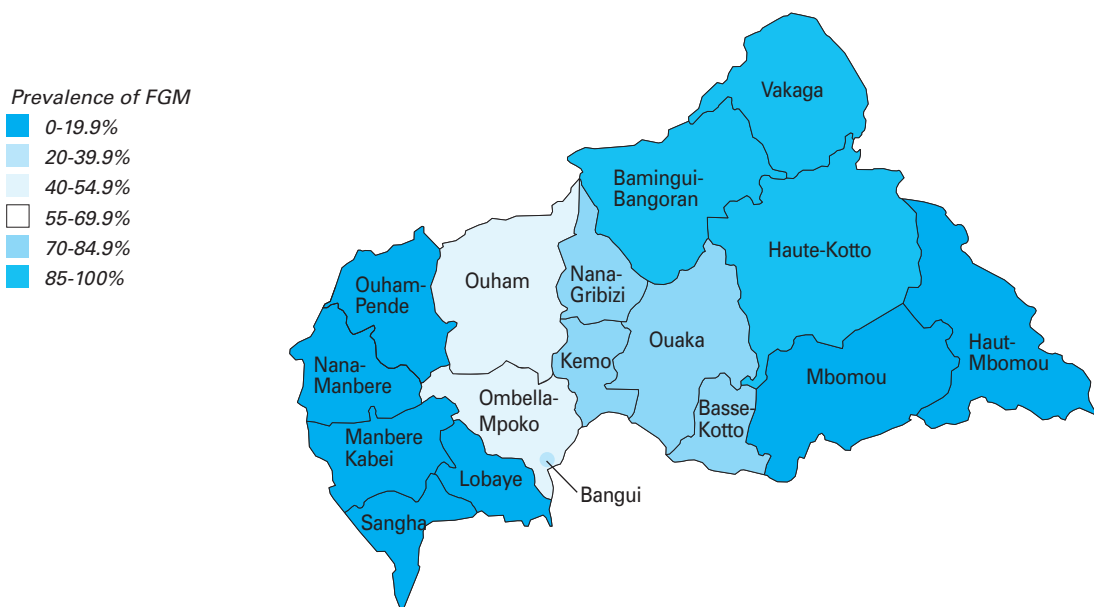 Prevalence of FGM
0-19.9%
20-39.9%
40-54.9%
55-69.9%
70-84.9%
85-100%
Vakaga
Bamingui-
Bangoran
Haute-Kotto
Ouham
Nana-
Gribizi
Ouham-
Pende
Ouaka
Haut-
Mbomou
Kemo
Nana-
Manbere
Mbomou
Ombella-
Mpoko
Basse-
Kotto
Manbere
Kabei
Lobaye
Bangui
Sangha